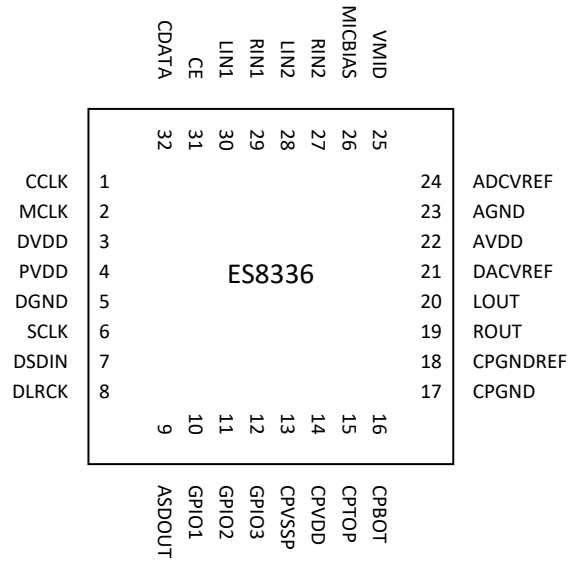 CDATA CE LIN1 RIN1 LIN2 RIN2 MICBIAS VMID
32 31 30 29 28 27 26 25
CCLK 1 24 ADCVREF
MCLK 2 23 AGND
DVDD 3 22 AVDD
PVDD 4 ES8336 21 DACVREF
DGND 5 20 LOUT
SCLK 6 19 ROUT
DSDIN 7 18 CPGNDREF
DLRCK 8 17 CPGND
9 10 11 12 13 14 15 16
ASDOUT GPIO1 GPIO2 GPIO3 CPVSSP CPVDD CPTOP CPBOT